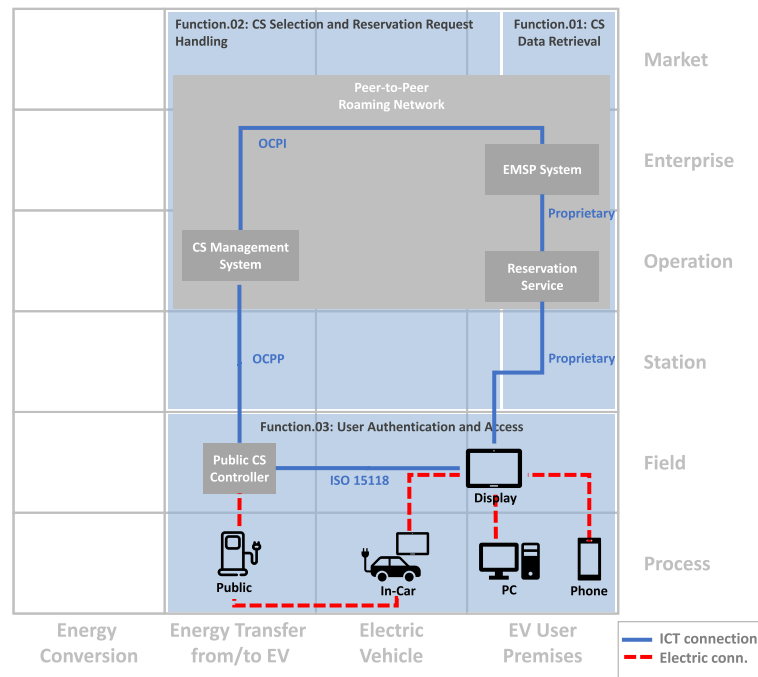 Function.02: CS Selection and Reservation Request
Handling
Function.01: CS
Data Retrieval
Market
Peer-to-Peer
Roaming Network
OCPI
EMSP System
Enterprise
Proprietary
CS Management
System
Reservation
Service
Operation
OCPP
Proprietary
Station
Function.03: User Authentication and Access
Public CS
Controller
ISO 15118
Display
Field
Public
In-Car
PC
Phone
Process
Energy
Conversion
Energy Transfer
from/to EV
Electric
Vehicle
EV User
Premises
ICT connection
Electric conn.